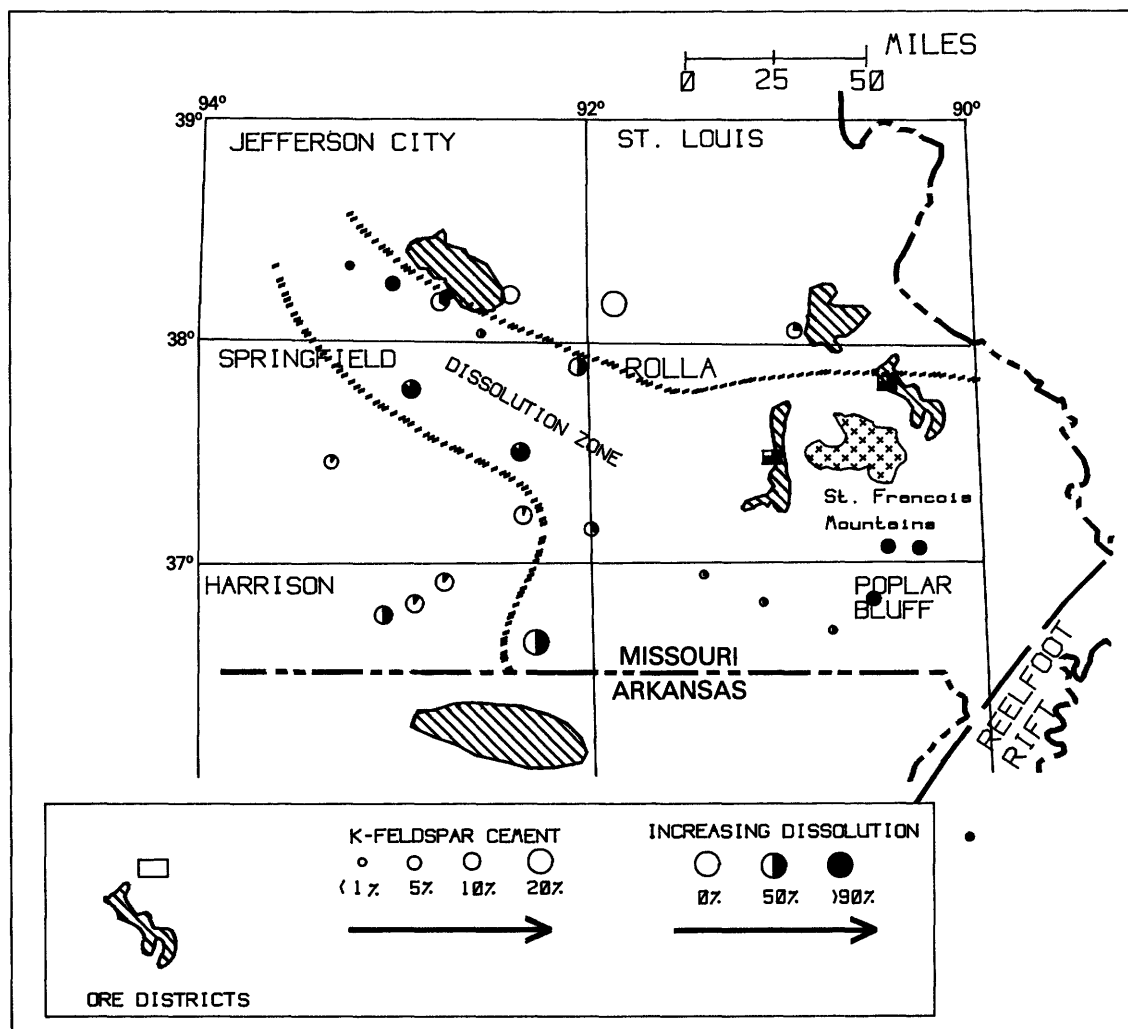 MILES
0 25 50
94° 92° 90°
39°
JEFFERSON CITY ST. LOUIS
38°
SPRINGFIELD ROLLA
DISSOLUTION ZONE
St. Francois
Mountains
37°
HARRISON POPLAR
BLUFF
MISSOURI
ARKANSAS
REELFOOT
RIFT
K-FELDSPAR CEMENT
<1% 5% 10% 20%
INCREASING DISSOLUTION
0% 50% >90%
ORE DISTRICTS